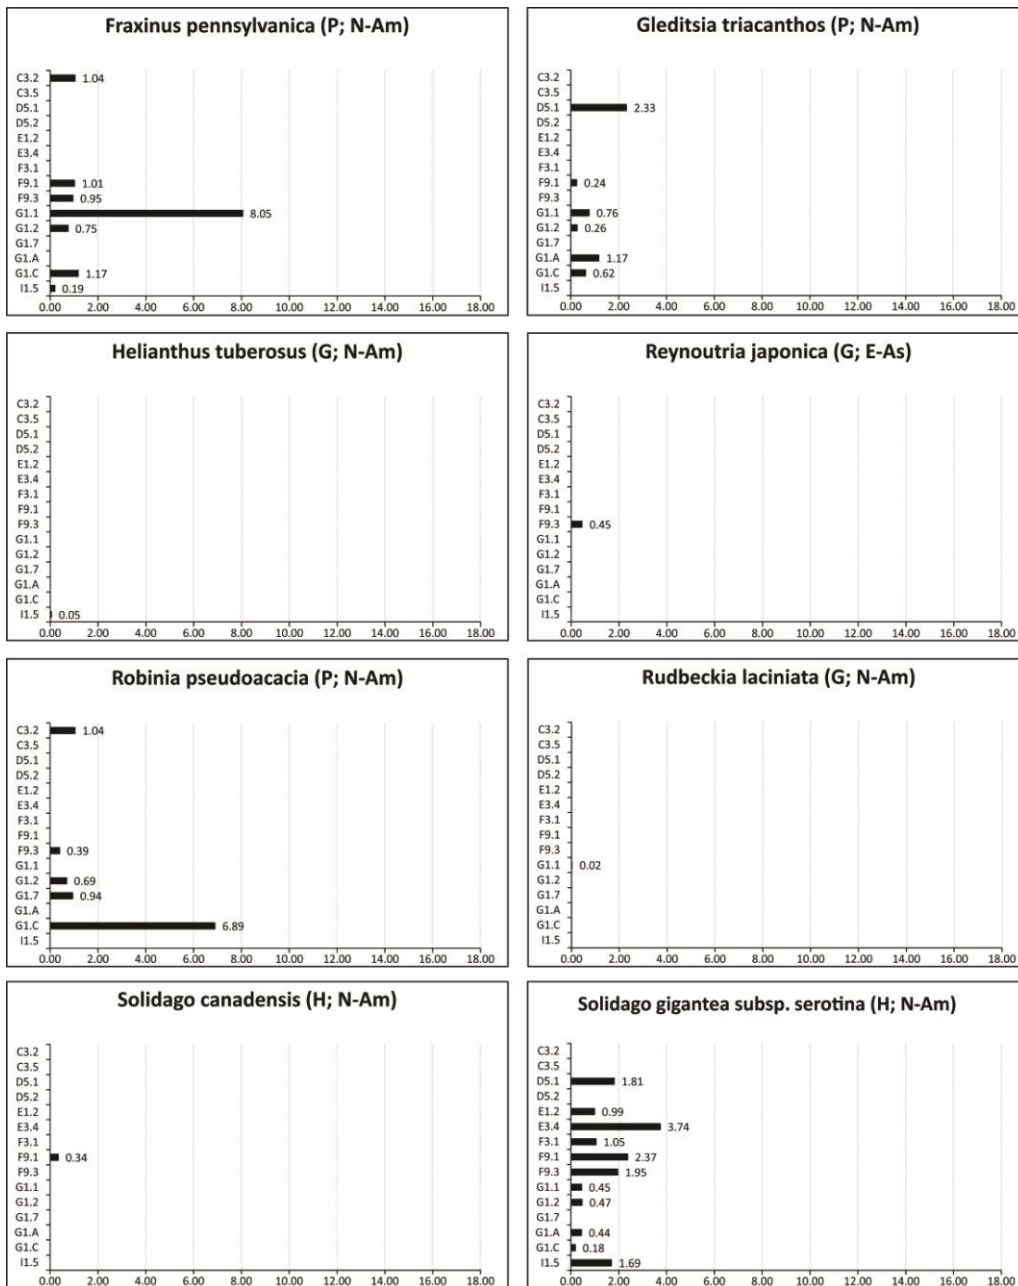 Fraxinus pennsylvanica (P; N-Am)
C3.2 1.04
C3.5
D5.1
D5.2
E1.2
E3.4
F3.1
F9.1 1.01
F9.3 0.95
G1.1 8.05
G1.2 0.75
G1.7
G1.A
G1.C 1.17
I1.5 0.19
0.00 2.00 4.00 6.00 8.00 10.00 12.00 14.00 16.00 18.00
Gleditsia triacanthos (P; N-Am)
C3.2
C3.5
D5.1 2.33
D5.2
E1.2
E3.4
F3.1
F9.1 0.24
F9.3
G1.1 0.76
G1.2 0.26
G1.7
G1.A 1.17
G1.C 0.62
I1.5
0.00 2.00 4.00 6.00 8.00 10.00 12.00 14.00 16.00 18.00
Helianthus tuberosus (G; N-Am)
C3.2
C3.5
D5.1
D5.2
E1.2
E3.4
F3.1
F9.1
F9.3
G1.1
G1.2
G1.7
G1.A
G1.C
I1.5 0.05
0.00 2.00 4.00 6.00 8.00 10.00 12.00 14.00 16.00 18.00
Reynoutria japonica (G; E-As)
C3.2
C3.5
D5.1
D5.2
E1.2
E3.4
F3.1
F9.1
F9.3 0.45
G1.1
G1.2
G1.7
G1.A
G1.C
I1.5
0.00 2.00 4.00 6.00 8.00 10.00 12.00 14.00 16.00 18.00
Robinia pseudoacacia (P; N-Am)
C3.2 1.04
C3.5
D5.1
D5.2
E1.2
E3.4
F3.1
F9.1
F9.3 0.39
G1.1
G1.2 0.69
G1.7 0.94
G1.A
G1.C 6.89
I1.5
0.00 2.00 4.00 6.00 8.00 10.00 12.00 14.00 16.00 18.00
Rudbeckia laciniata (G; N-Am)
C3.2
C3.5
D5.1
D5.2
E1.2
E3.4
F3.1
F9.1
F9.3
G1.1 0.02
G1.2
G1.7
G1.A
G1.C
I1.5
0.00 2.00 4.00 6.00 8.00 10.00 12.00 14.00 16.00 18.00
Solidago canadensis (H; N-Am)
C3.2
C3.5
D5.1
D5.2
E1.2
E3.4
F3.1
F9.1 0.34
F9.3
G1.1
G1.2
G1.7
G1.A
G1.C
I1.5
0.00 2.00 4.00 6.00 8.00 10.00 12.00 14.00 16.00 18.00
Solidago gigantea subsp. serotina (H; N-Am)
C3.2
C3.5
D5.1 1.81
D5.2
E1.2 0.99
E3.4 3.74
F3.1 1.05
F9.1 2.37
F9.3 1.95
G1.1 0.45
G1.2 0.47
G1.7
G1.A 0.44
G1.C 0.18
I1.5 1.69
0.00 2.00 4.00 6.00 8.00 10.00 12.00 14.00 16.00 18.00